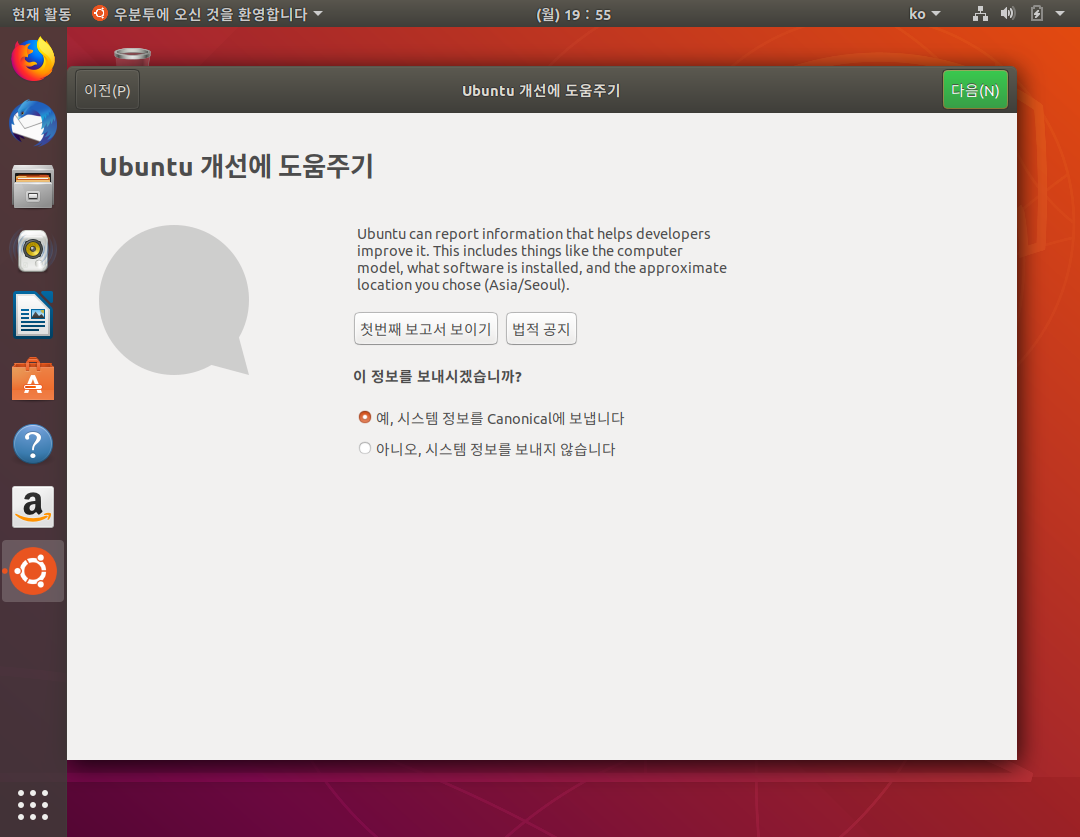 현재 활동
우분투에 오신 것을 환영합니다
(월) 19 : 55
ko
이전(P)
Ubuntu 개선에 도움주기
다음(N)
Ubuntu 개선에 도움주기
Ubuntu can report information that helps developers
improve it. This includes things like the computer
model, what software is installed, and the approximate
location you chose (Asia/Seoul).
첫번째 보고서 보이기
법적 공지
이 정보를 보내시겠습니까?
예, 시스템 정보를 Canonical에 보냅니다
아니오, 시스템 정보를 보내지 않습니다